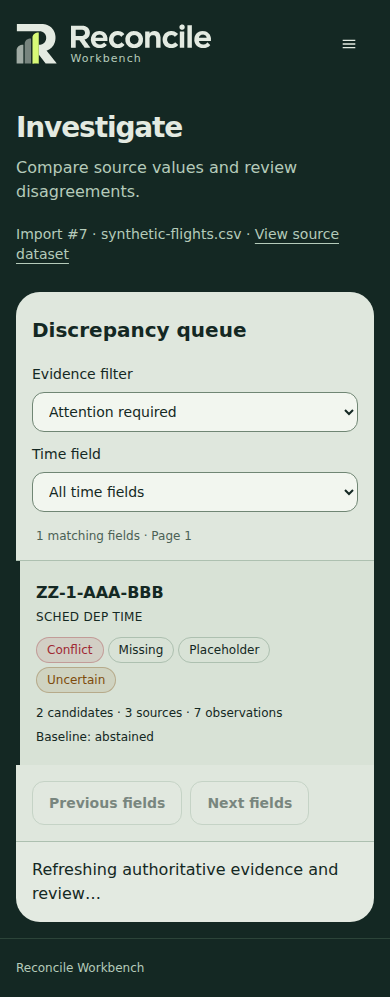 Reconcile
Workbench
Investigate
Compare source values and review
disagreements.
Import #7 · synthetic-flights.csv · View source
dataset
Discrepancy queue
Evidence filter
Attention required
Time field
All time fields
1 matching fields · Page 1
ZZ-1-AAA-BBB
SCHED DEP TIME
Conflict Missing Placeholder
Uncertain
2 candidates · 3 sources · 7 observations
Baseline: abstained
Previous fields Next fields
Refreshing authoritative evidence and
review…
Reconcile Workbench